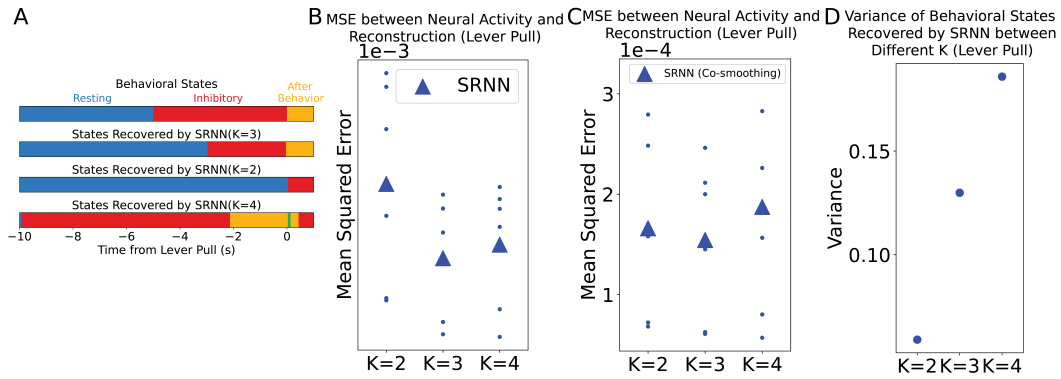 A
Behavioral States
Resting
Inhibitory
After
Behavior
States Recovered by SRNN(K=3)
States Recovered by SRNN(K=2)
States Recovered by SRNN(K=4)
−10
−8
−6
−4
−2
0
Time from Lever Pull (s)
B
MSE between Neural Activity and
Reconstruction (Lever Pull)
1e−3
SRNN
Mean Squared Error
K=2
K=3
K=4
C
MSE between Neural Activity and
Reconstruction (Lever Pull)
1e−4
SRNN (Co-smoothing)
Mean Squared Error
3
2
1
K=2
K=3
K=4
D
Variance of Behavioral States
Recovered by SRNN between
Different K (Lever Pull)
Variance
0.15
0.10
K=2
K=3
K=4